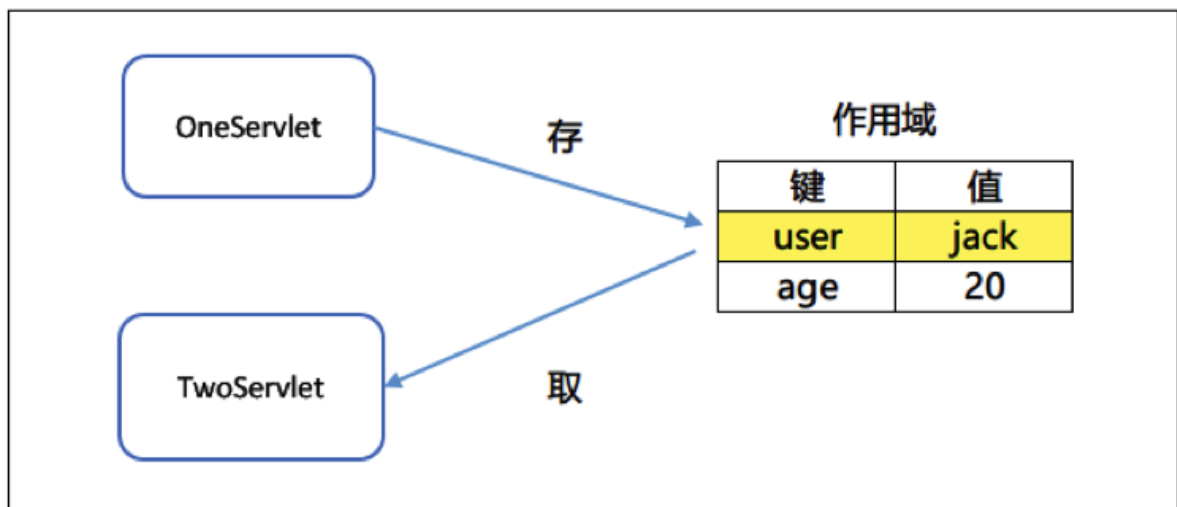 OneServlet
存
作用域
键 值
user jack
age 20
TwoServlet
取